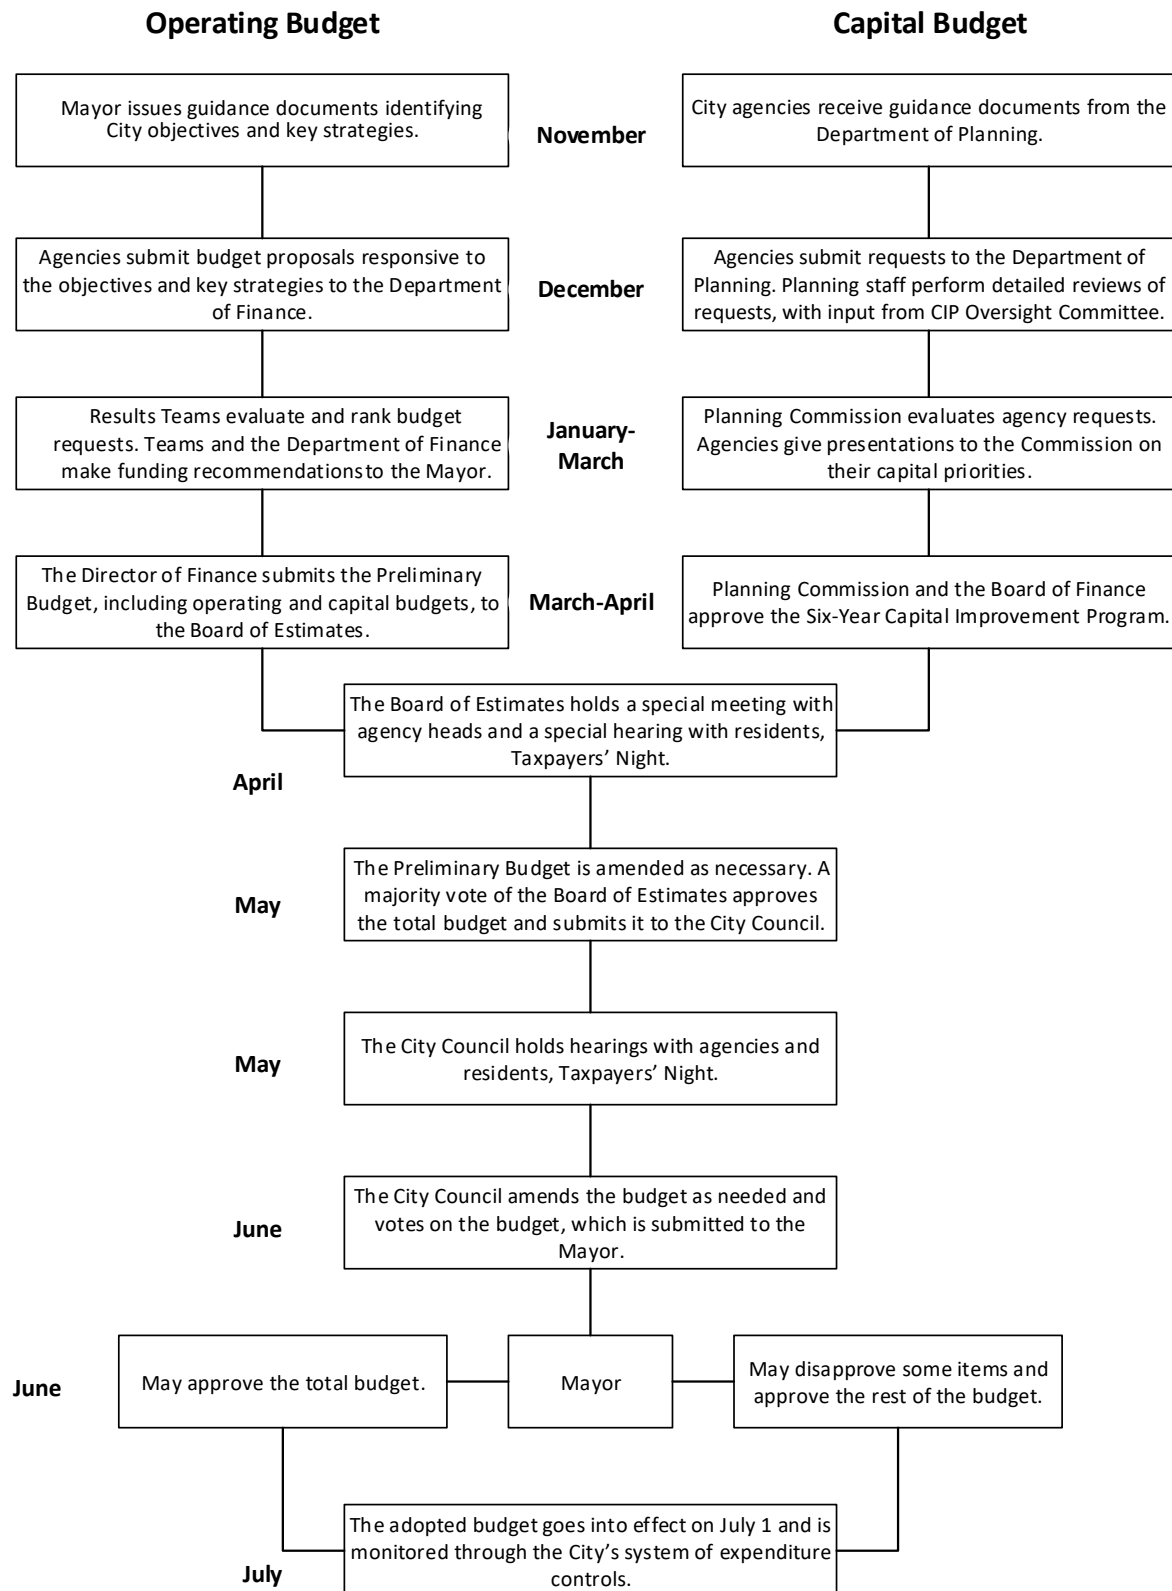 Operating Budget
Capital Budget
Mayor issues guidance documents identifying
City objectives and key strategies.
November
City agencies receive guidance documents from the
Department of Planning.
Agencies submit budget proposals responsive to
the objectives and key strategies to the Department
of Finance.
December
Agencies submit requests to the Department of
Planning. Planning staff perform detailed reviews of
requests, with input from CIP Oversight Committee.
Results Teams evaluate and rank budget
requests. Teams and the Department of Finance
make funding recommendations to the Mayor.
January-
March
Planning Commission evaluates agency requests.
Agencies give presentations to the Commission on
their capital priorities.
The Director of Finance submits the Preliminary
Budget, including operating and capital budgets, to
the Board of Estimates.
March-April
Planning Commission and the Board of Finance
approve the Six-Year Capital Improvement Program.
The Board of Estimates holds a special meeting with
agency heads and a special hearing with residents,
Taxpayers’ Night.
April
The Preliminary Budget is amended as necessary. A
majority vote of the Board of Estimates approves
the total budget and submits it to the City Council.
May
The City Council holds hearings with agencies and
residents, Taxpayers’ Night.
May
The City Council amends the budget as needed and
votes on the budget, which is submitted to the
Mayor.
June
June
May approve the total budget.
Mayor
May disapprove some items and
approve the rest of the budget.
The adopted budget goes into effect on July 1 and is
monitored through the City’s system of expenditure
controls.
July